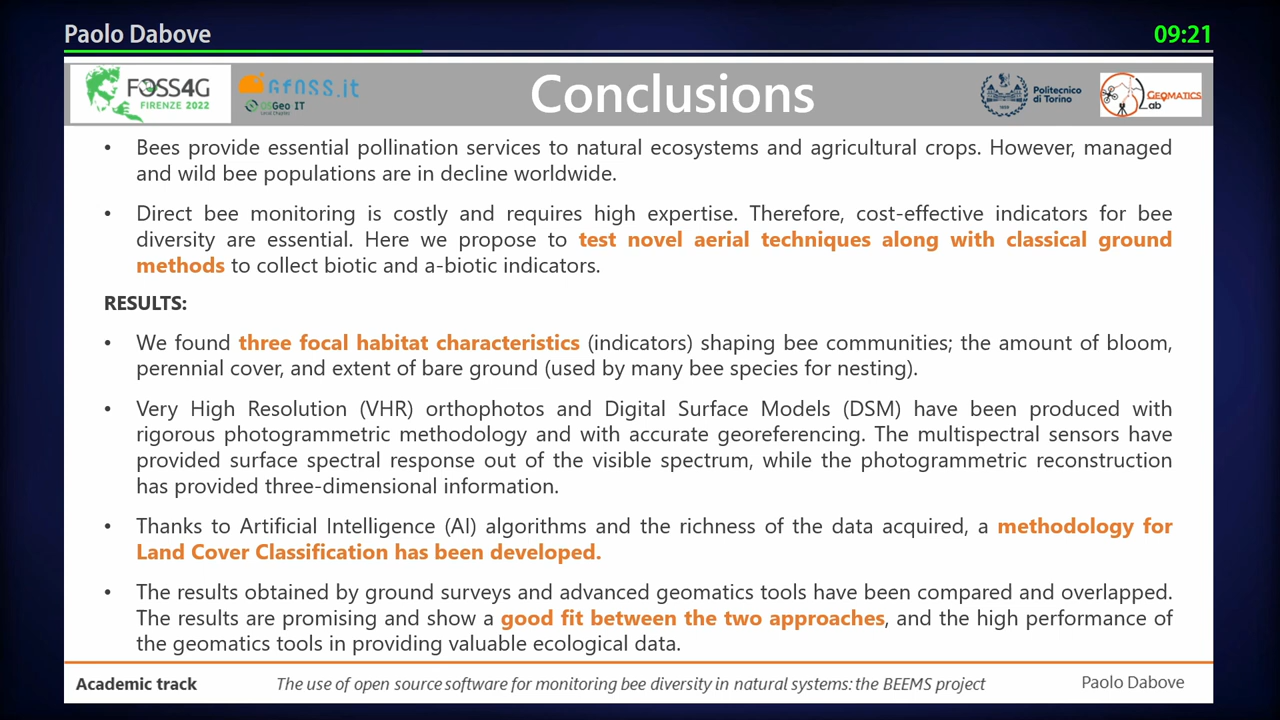 Paolo Dabove
09:21
FOSS4G
FIRENZE 2022
GFOSS.it
OSGeo IT
Conclusions
Politecnico
di Torino
GEOMATICS
Lab
• Bees provide essential pollination services to natural ecosystems and agricultural crops. However, managed
and wild bee populations are in decline worldwide.
• Direct bee monitoring is costly and requires high expertise. Therefore, cost-effective indicators for bee
diversity are essential. Here we propose to test novel aerial techniques along with classical ground
methods to collect biotic and a-biotic indicators.
RESULTS:
• We found three focal habitat characteristics (indicators) shaping bee communities; the amount of bloom,
perennial cover, and extent of bare ground (used by many bee species for nesting).
• Very High Resolution (VHR) orthophotos and Digital Surface Models (DSM) have been produced with
rigorous photogrammetric methodology and with accurate georeferencing. The multispectral sensors have
provided surface spectral response out of the visible spectrum, while the photogrammetric reconstruction
has provided three-dimensional information.
• Thanks to Artificial Intelligence (AI) algorithms and the richness of the data acquired, a methodology for
Land Cover Classification has been developed.
• The results obtained by ground surveys and advanced geomatics tools have been compared and overlapped.
The results are promising and show a good fit between the two approaches, and the high performance of
the geomatics tools in providing valuable ecological data.
Academic track
The use of open source software for monitoring bee diversity in natural systems: the BEEMS project
Paolo Dabove